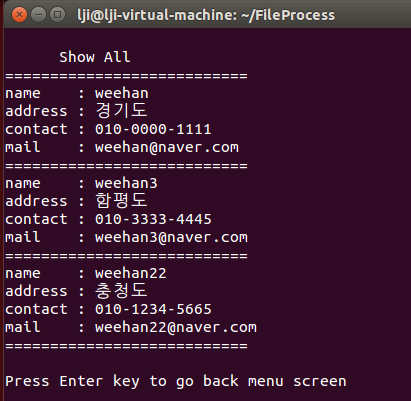 lji@lji-virtual-machine: ~/FileProcess
Show All
===========================
name    : weehan
address : 경기도
contact : 010-0000-1111
mail    : weehan@naver.com
===========================
name    : weehan3
address : 함평도
contact : 010-3333-4445
mail    : weehan3@naver.com
===========================
name    : weehan22
address : 충청도
contact : 010-1234-5665
mail    : weehan22@naver.com
===========================
Press Enter key to go back menu screen